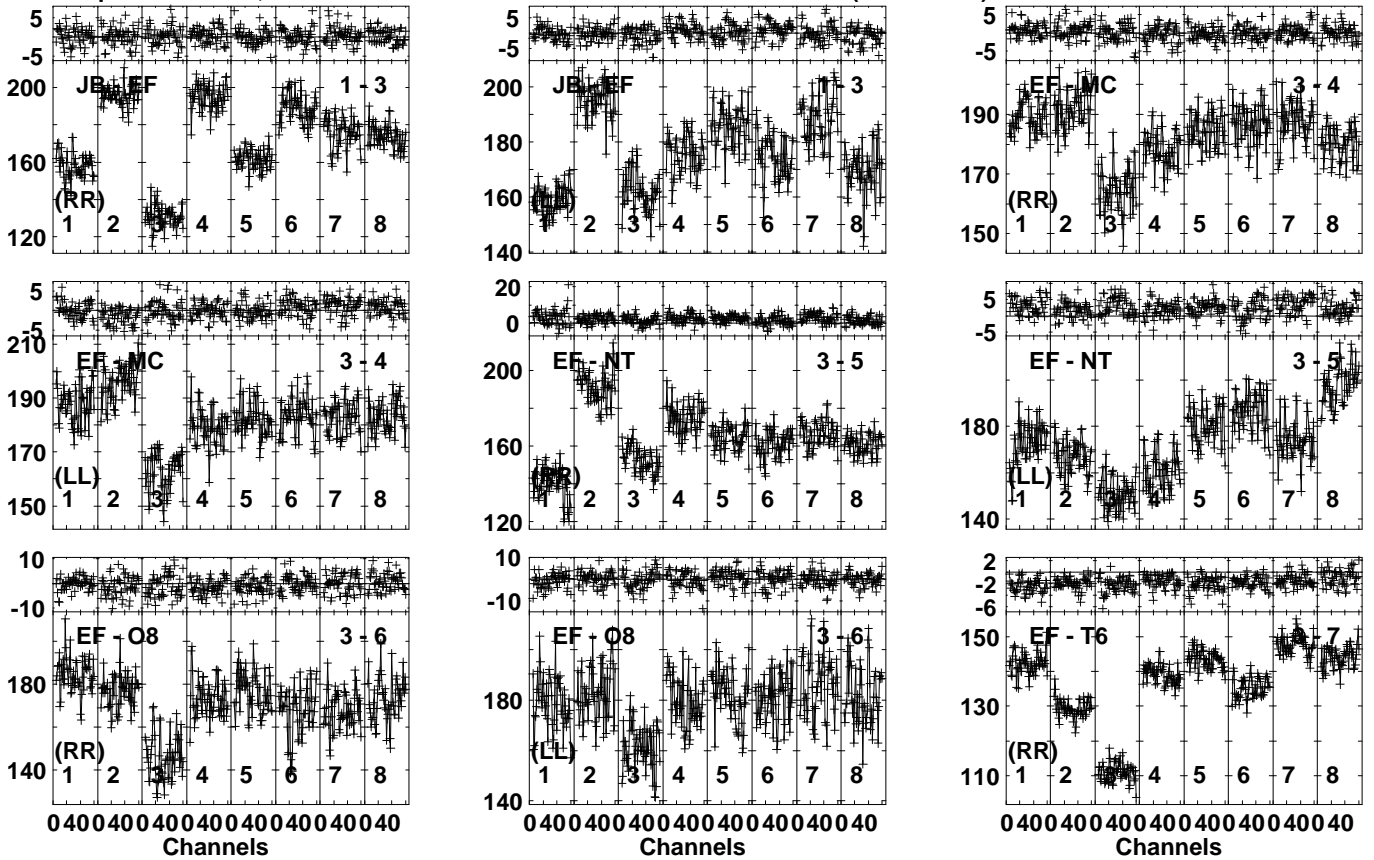 5
-5
JB - EF 1 - 3
200
160
120
(RR)
1 2 3 4 5 6 7 8
5
-5
JB - EF 1 - 3
200
180
160
140
(LL)
1 2 3 4 5 6 7 8
5
-5
EF - MC 3 - 4
190
170
150
(RR)
1 2 3 4 5 6 7 8
5
-5
EF - MC 3 - 4
210
190
170
150
(LL)
1 2 3 4 5 6 7 8
20
0
EF - NT 3 - 5
200
160
120
(RR)
1 2 3 4 5 6 7 8
5
-5
EF - NT 3 - 5
180
140
(LL)
1 2 3 4 5 6 7 8
10
-10
EF - O8 3 - 6
180
140
(RR)
1 2 3 4 5 6 7 8
0 40 0 40 0 40 0 40 0 40 0 40 0 40 0 40
Channels
10
-10
EF - O8 3 - 6
180
140
(LL)
1 2 3 4 5 6 7 8
0 40 0 40 0 40 0 40 0 40 0 40 0 40 0 40
Channels
2
-2
-6
EF - T6 3 - 7
150
130
110
(RR)
1 2 3 4 5 6 7 8
0 40 0 40 0 40 0 40 0 40 0 40 0 40 0 40
Channels